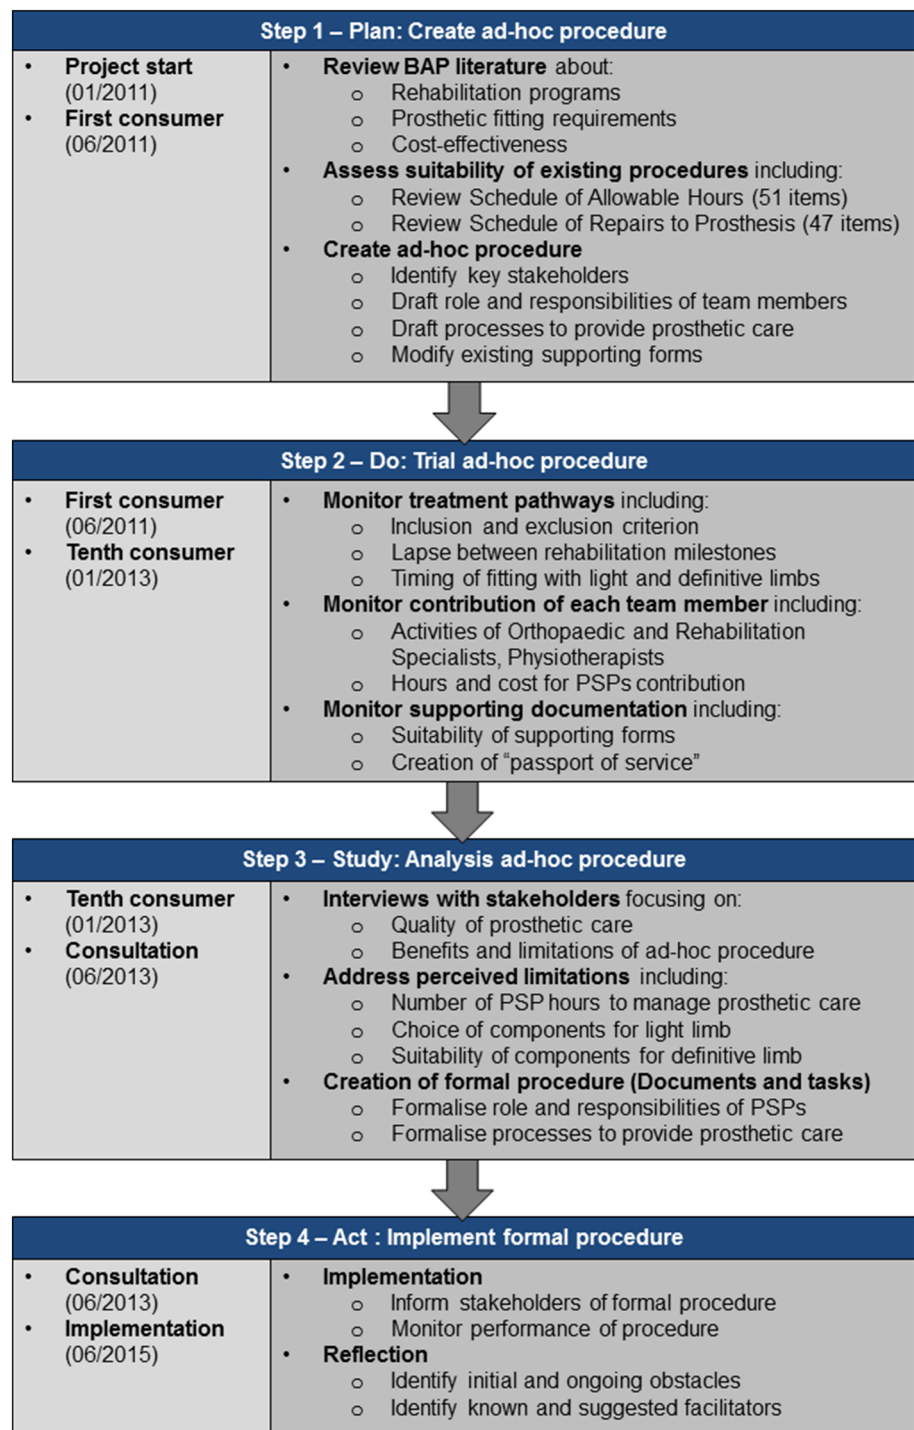 Step 1 – Plan: Create ad-hoc procedure
• Project start
(01/2011)
• First consumer
(06/2011)
• Review BAP literature about:
o Rehabilitation programs
o Prosthetic fitting requirements
o Cost-effectiveness
• Assess suitability of existing procedures including:
o Review Schedule of Allowable Hours (51 items)
o Review Schedule of Repairs to Prosthesis (47 items)
• Create ad-hoc procedure
o Identify key stakeholders
o Draft role and responsibilities of team members
o Draft processes to provide prosthetic care
o Modify existing supporting forms
Step 2 – Do: Trial ad-hoc procedure
• First consumer
(06/2011)
• Tenth consumer
(01/2013)
• Monitor treatment pathways including:
o Inclusion and exclusion criterion
o Lapse between rehabilitation milestones
o Timing of fitting with light and definitive limbs
• Monitor contribution of each team member including:
o Activities of Orthopaedic and Rehabilitation
Specialists, Physiotherapists
o Hours and cost for PSPs contribution
• Monitor supporting documentation including:
o Suitability of supporting forms
o Creation of “passport of service”
Step 3 – Study: Analysis ad-hoc procedure
• Tenth consumer
(01/2013)
• Consultation
(06/2013)
• Interviews with stakeholders focusing on:
o Quality of prosthetic care
o Benefits and limitations of ad-hoc procedure
• Address perceived limitations including:
o Number of PSP hours to manage prosthetic care
o Choice of components for light limb
o Suitability of components for definitive limb
• Creation of formal procedure (Documents and tasks)
o Formalise role and responsibilities of PSPs
o Formalise processes to provide prosthetic care
Step 4 – Act : Implement formal procedure
• Consultation
(06/2013)
• Implementation
(06/2015)
• Implementation
o Inform stakeholders of formal procedure
o Monitor performance of procedure
• Reflection
o Identify initial and ongoing obstacles
o Identify known and suggested facilitators